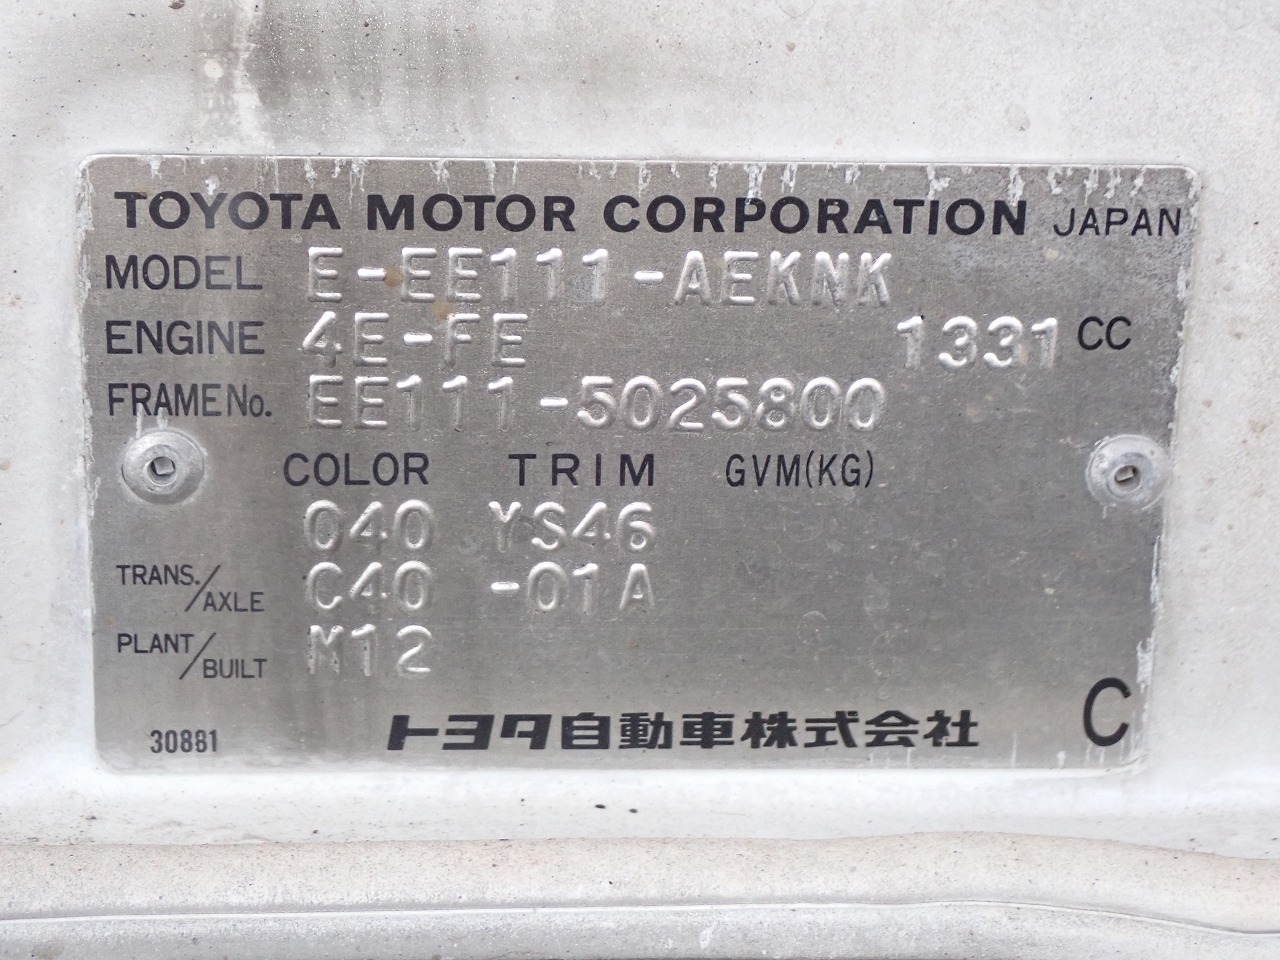 TOYOTA MOTOR CORPORATION JAPAN
MODEL E-EE111-AEKNK
ENGINE 4E-FE 1331 CC
FRAME No. EE111-5025800
COLOR TRIM GVM(KG)
040 YS46
TRANS./AXLE C40 -01A
PLANT/BUILT M12
30881 トヨタ自動車株式会社 C